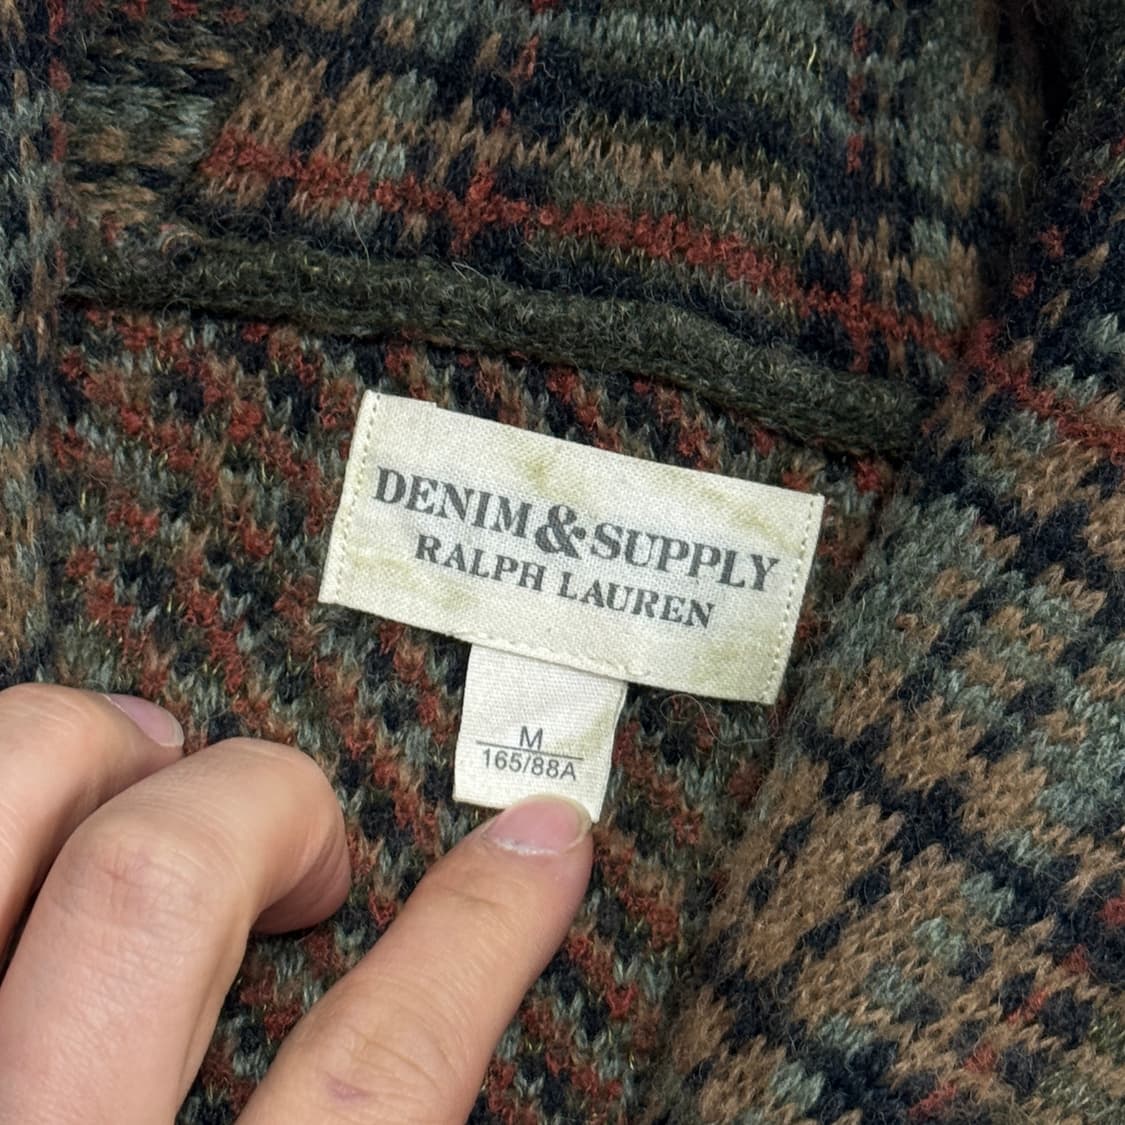 DENIM & SUPPLY
RALPH LAUREN
M
165/88A